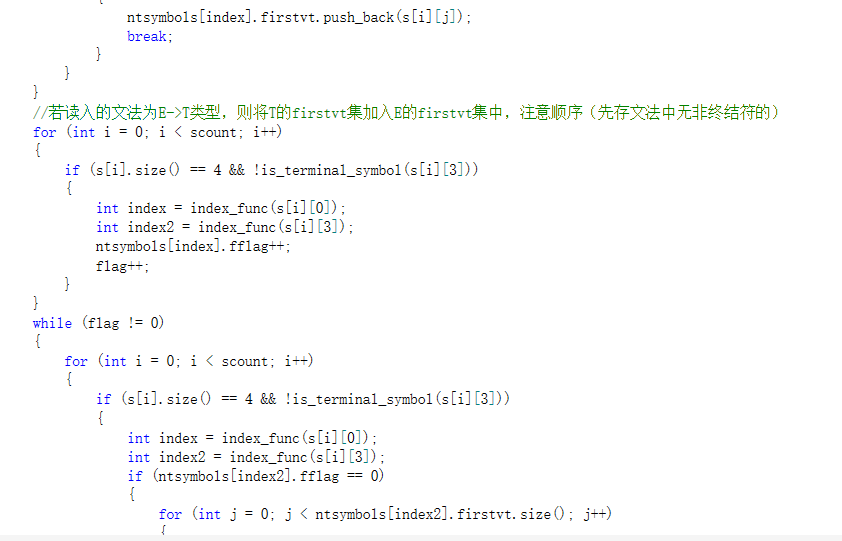 {
ntsymbols[index].firstvt.push_back(s[i][j]);
break;
}
}
}
//若读入的文法为E->T类型，则将T的firstvt集加入E的firstvt集中，注意顺序（先存文法中无非终结符的）
for (int i = 0; i < scount; i++)
{
if (s[i].size() == 4 && !is_terminal_symbol(s[i][3]))
{
int index = index_func(s[i][0]);
int index2 = index_func(s[i][3]);
ntsymbols[index].fflag++;
flag++;
}
}
while (flag != 0)
{
for (int i = 0; i < scount; i++)
{
if (s[i].size() == 4 && !is_terminal_symbol(s[i][3]))
{
int index = index_func(s[i][0]);
int index2 = index_func(s[i][3]);
if (ntsymbols[index2].fflag == 0)
{
for (int j = 0; j < ntsymbols[index2].firstvt.size(); j++)
{